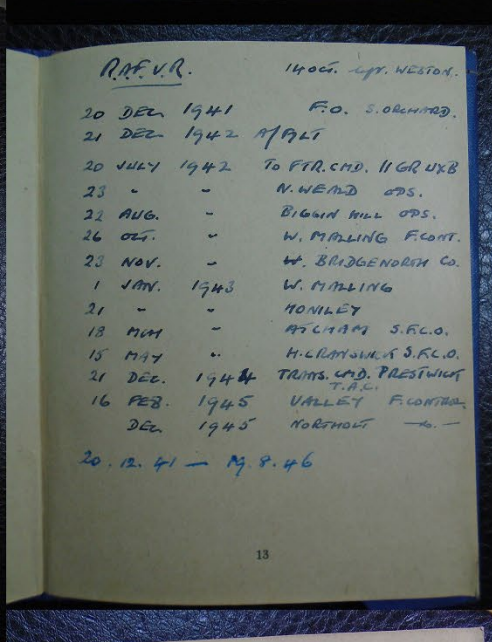 R.A.F.V.R. 14 OCT. WESTON.
20 DEC. 1941 F.O. S. ORCHARD.
21 DEC. 1942 A/FLT
20 JULY 1942 TO FTR. CMD. 11 GR UXB
23 " " N. WEALD OPS.
22 AUG. " BIGGIN HILL OPS.
26 OCT. " W. MALLING F. CONT.
23 NOV. " W. BRIDGENORTH CO.
1 JAN. 1943 W. MALLING
21 " " HONILEY
18 MCH " ATCHAM S.F.C.O.
15 MAY " H. CRANSWICK S.F.C.O.
21 DEC. 1944 TRANS. CMD. PRESTWICK
T.A.C.
16 FEB. 1945 VALLEY F. CONTR.
DEC. 1945 NORTHOLT
20.12.41 — 19.8.46
13